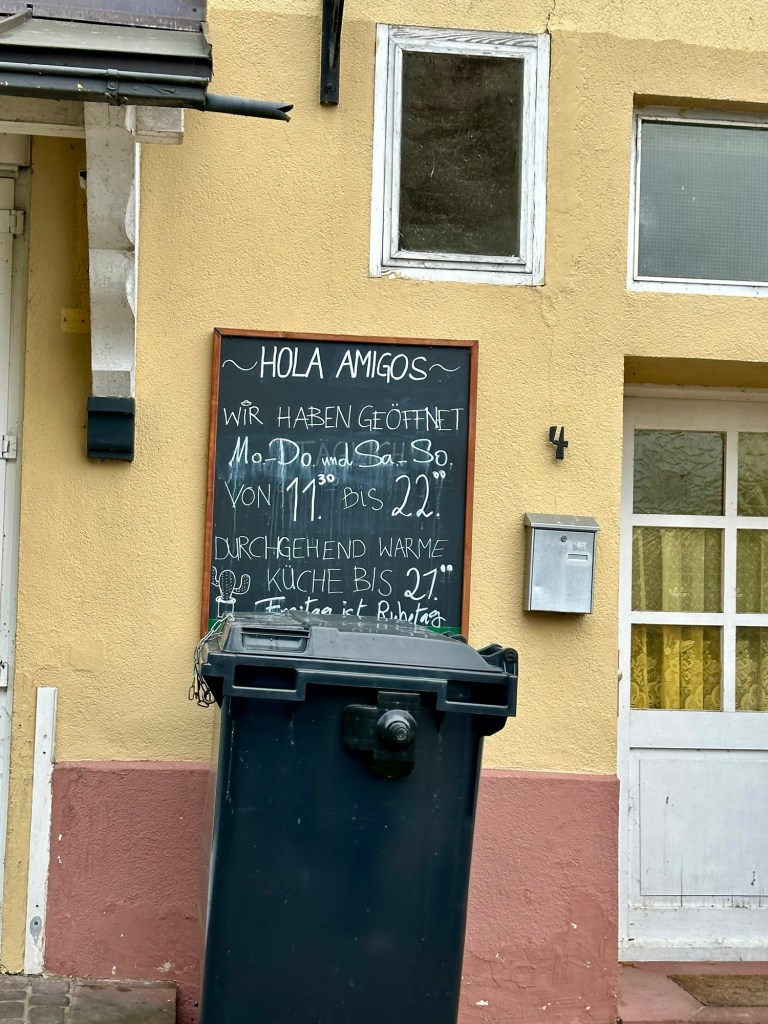 ~HOLA AMIGOS~
WIR HABEN GEÖFFNET
Mo.-Do. und Sa.-So.
VON 11.30 BIS 22.00
DURCHGEHEND WARME
KÜCHE BIS 21.00
Freitag ist Ruhetag
4